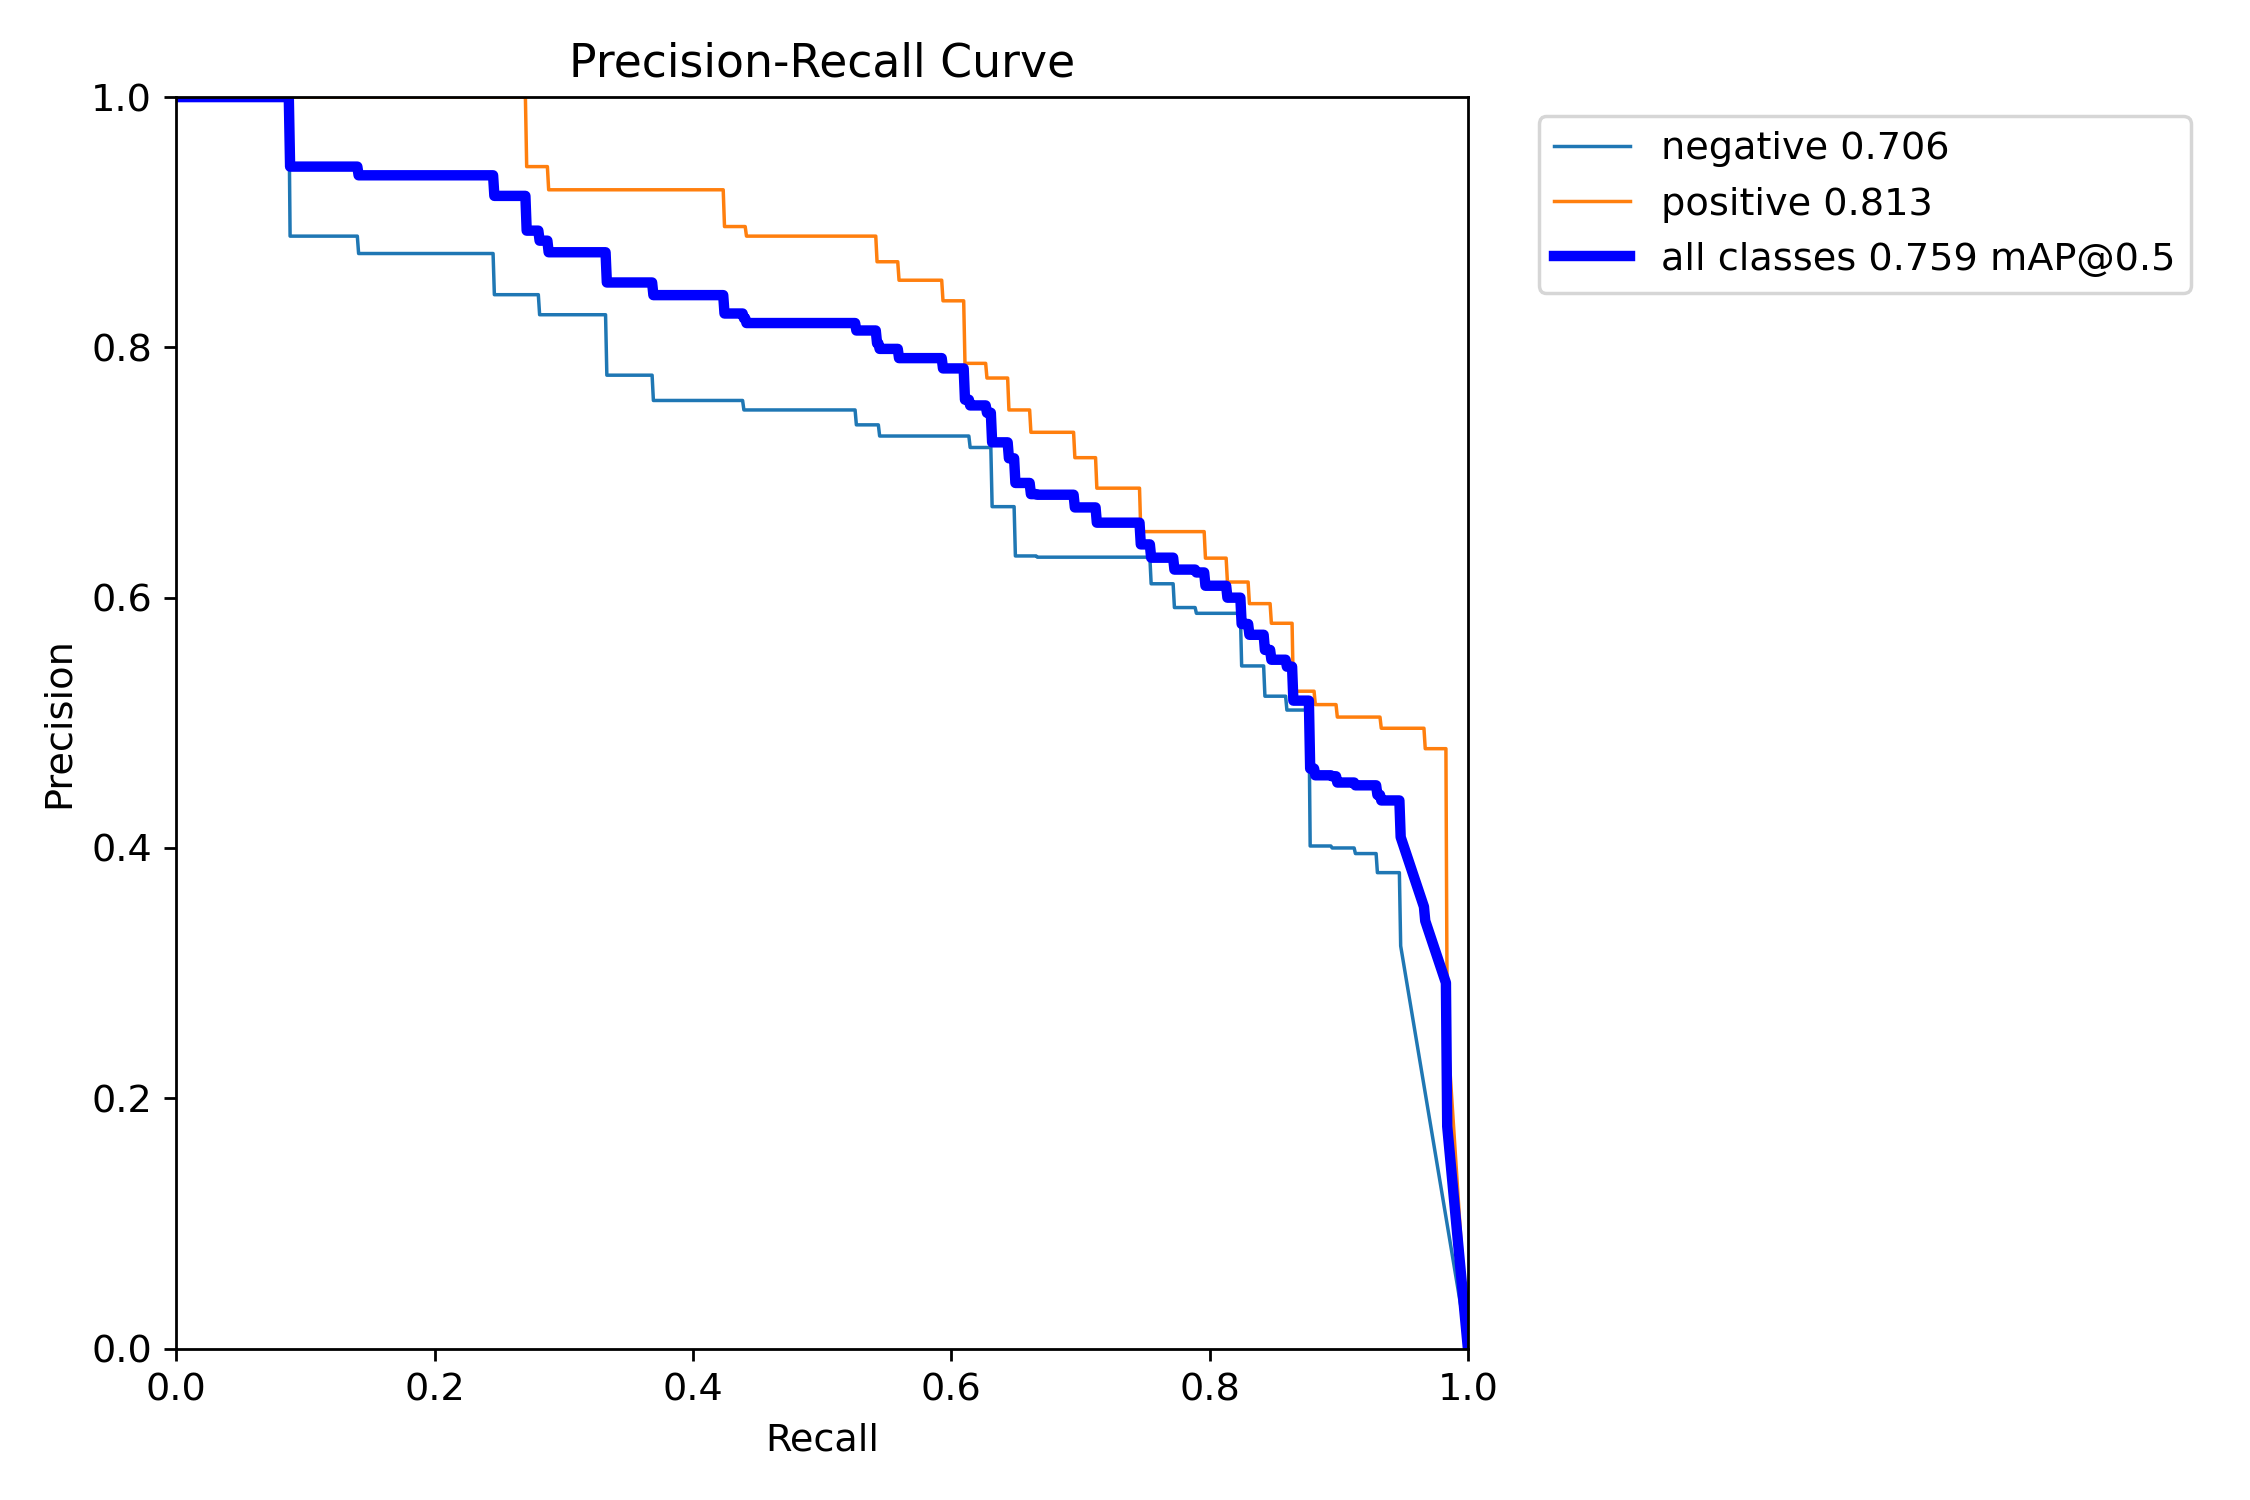 Precision-Recall Curve
1.0
0.8
0.6
0.4
0.2
0.0
Precision
0.0 0.2 0.4 0.6 0.8 1.0
Recall
negative 0.706
positive 0.813
all classes 0.759 mAP@0.5